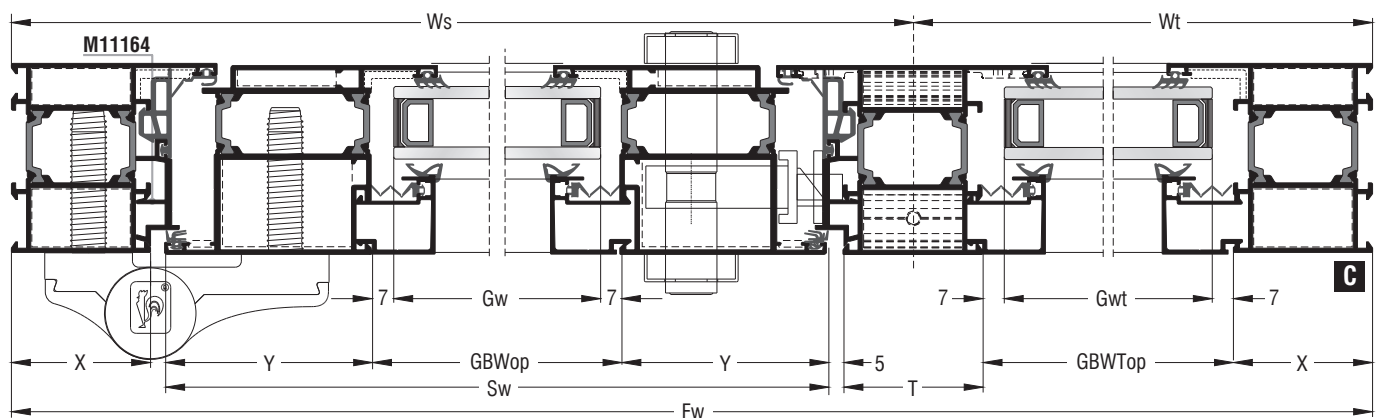 Ws Wt
M11164
C
7 Gw 7 7 Gwt 7
X Y GBWop Y 5 T GBWTop X
Sw
Fw